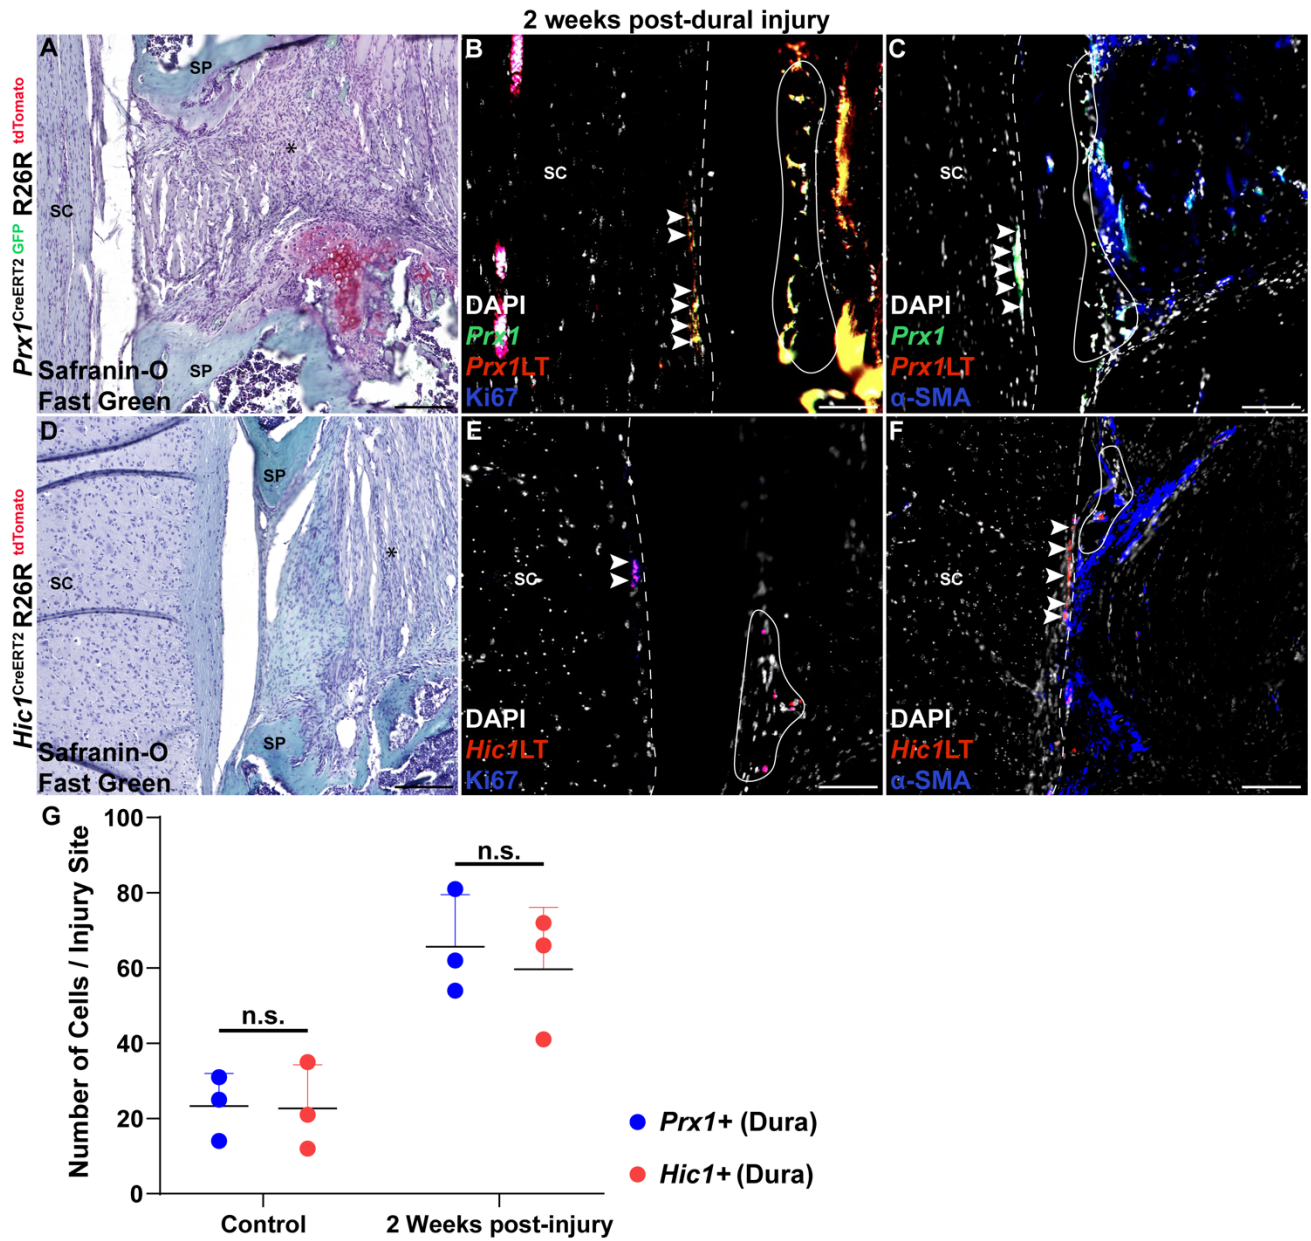 2 weeks post-dural injury
Prx1CreERT2 GFP R26R tdTomato
A
SP
*
SC
SP
Safranin-O
Fast Green
B
SC
DAPI
Prx1
Prx1LT
Ki67
C
SC
DAPI
Prx1
Prx1LT
α-SMA
Hic1CreERT2 R26R tdTomato
D
SP
*
SC
SP
Safranin-O
Fast Green
E
SC
DAPI
Hic1LT
Ki67
F
SC
DAPI
Hic1LT
α-SMA
G
Number of Cells / Injury Site
100
80
60
40
20
0
n.s.
n.s.
Control
2 Weeks post-injury
Prx1+ (Dura)
Hic1+ (Dura)